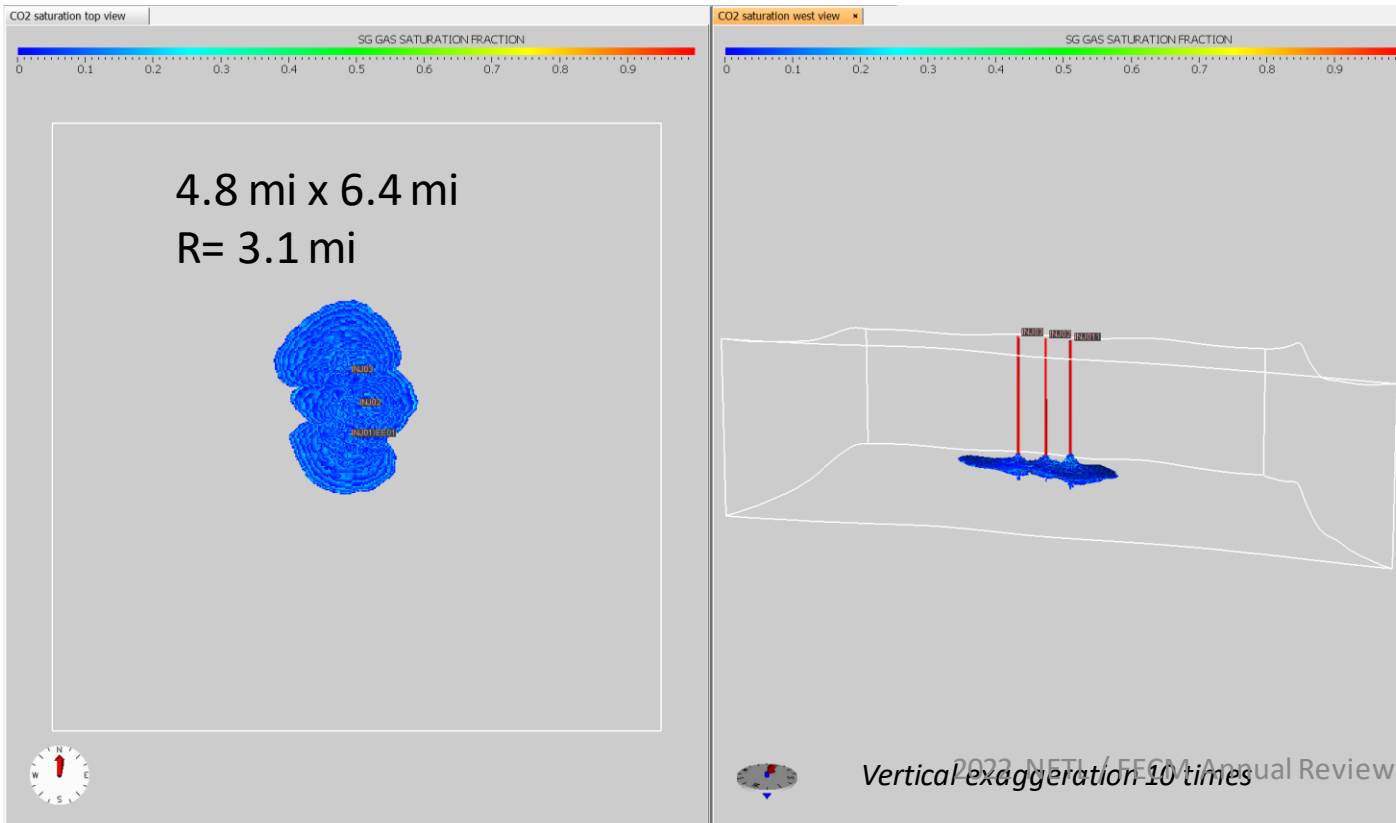 CO2 saturation top view
SG GAS SATURATION FRACTION
0 0.1 0.2 0.3 0.4 0.5 0.6 0.7 0.8 0.9
4.8 mi x 6.4 mi
R= 3.1 mi
INJ03
INJ02
N
W E
S
CO2 saturation west view ×
SG GAS SATURATION FRACTION
0 0.1 0.2 0.3 0.4 0.5 0.6 0.7 0.8 0.9
INJ03 INJ02 INJ011
Vertical exaggeration 10 times
2022 NETL / FECM Annual Review